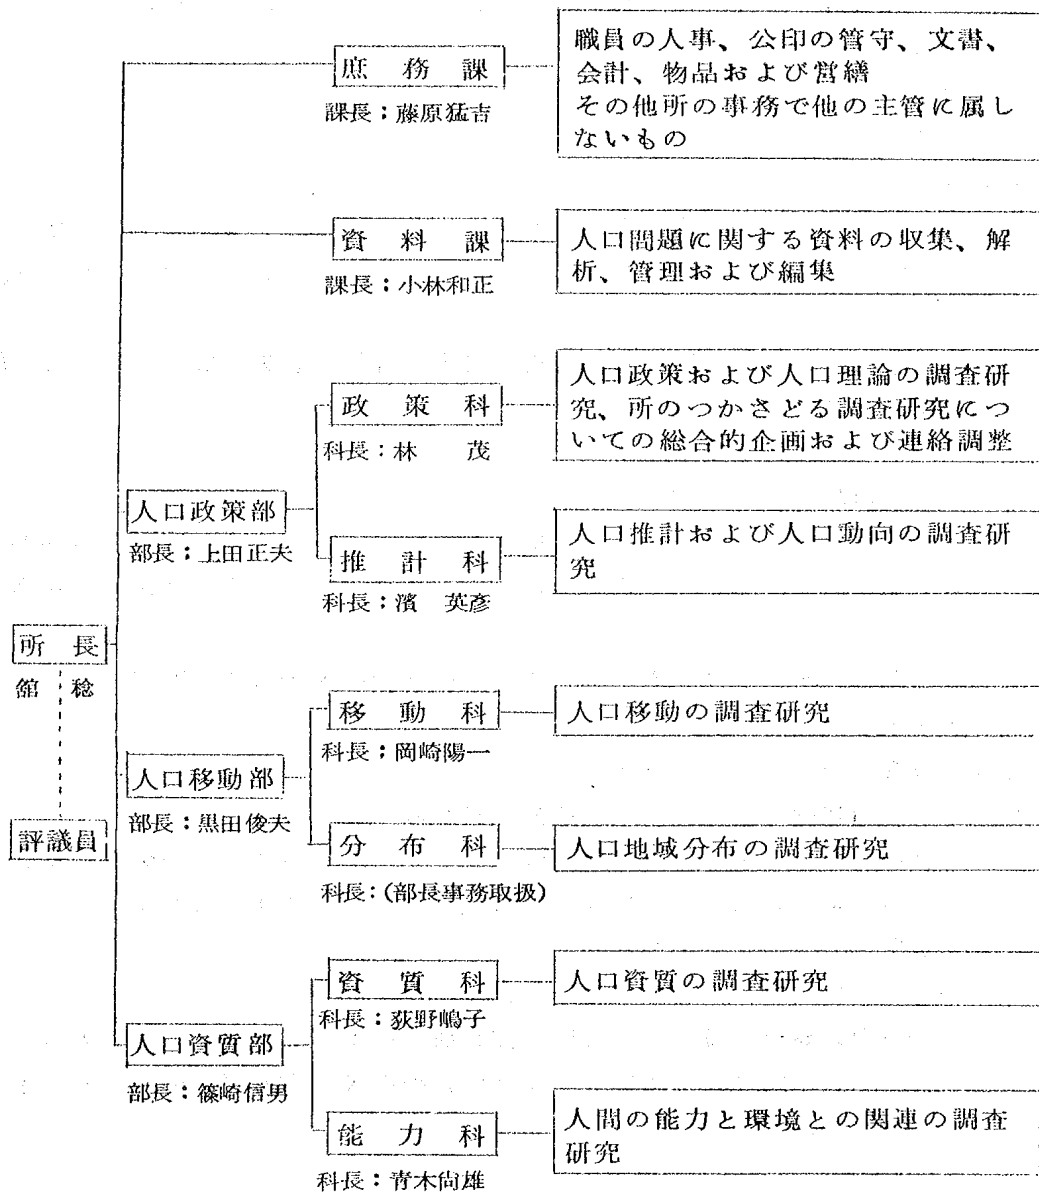 庶務課
課長；藤原猛吉
職員の人事、公印の管守、文書、
会計、物品および営繕
その他所の事務で他の主管に属し
ないもの
資料課
課長；小林和正
人口問題に関する資料の収集、解
析、管理および編集
人口政策部
部長；上田正夫
政策科
科長：林　茂
人口政策および人口理論の調査研
究、所のつかさどる調査研究につ
いての総合的企画および連絡調整
推計科
科長；濱　英彦
人口推計および人口動向の調査研
究
所長
舘　稔
評議員
人口移動部
部長：黒田俊夫
移動科
科長；岡崎陽一
人口移動の調査研究
分布科
科長：(部長事務取扱)
人口地域分布の調査研究
人口資質部
部長：篠崎信男
資質科
科長：荻野嶋子
人口資質の調査研究
能力科
科長：青木尚雄
人間の能力と環境との関連の調査
研究